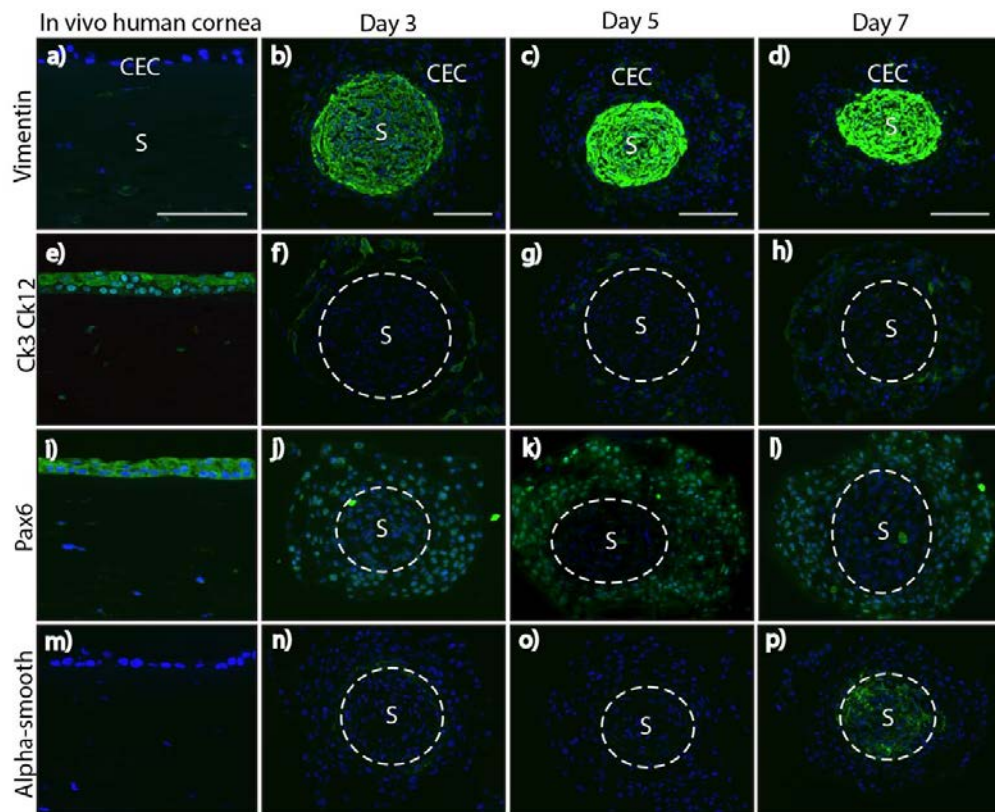 In vivo human cornea Day 3 Day 5 Day 7
Vimentin
a) CEC S
b) CEC S
c) CEC S
d) CEC S
Ck3 Ck12
e)
f) S
g) S
h) S
Pax6
i)
j) S
k) S
l) S
Alpha-smooth
m)
n) S
o) S
p) S